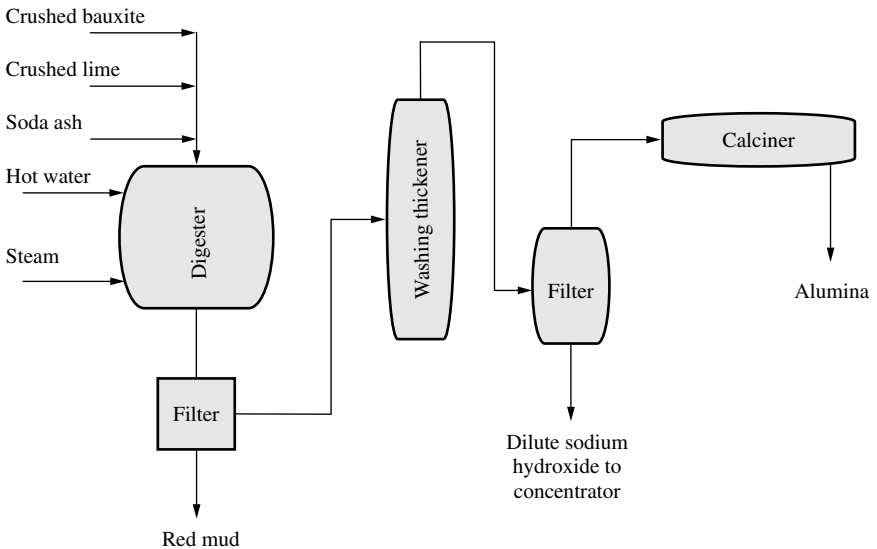 Crushed bauxite
Crushed lime
Soda ash
Hot water
Steam
Digester
Filter
Red mud
Washing thickener
Filter
Dilute sodium
hydroxide to
concentrator
Calciner
Alumina